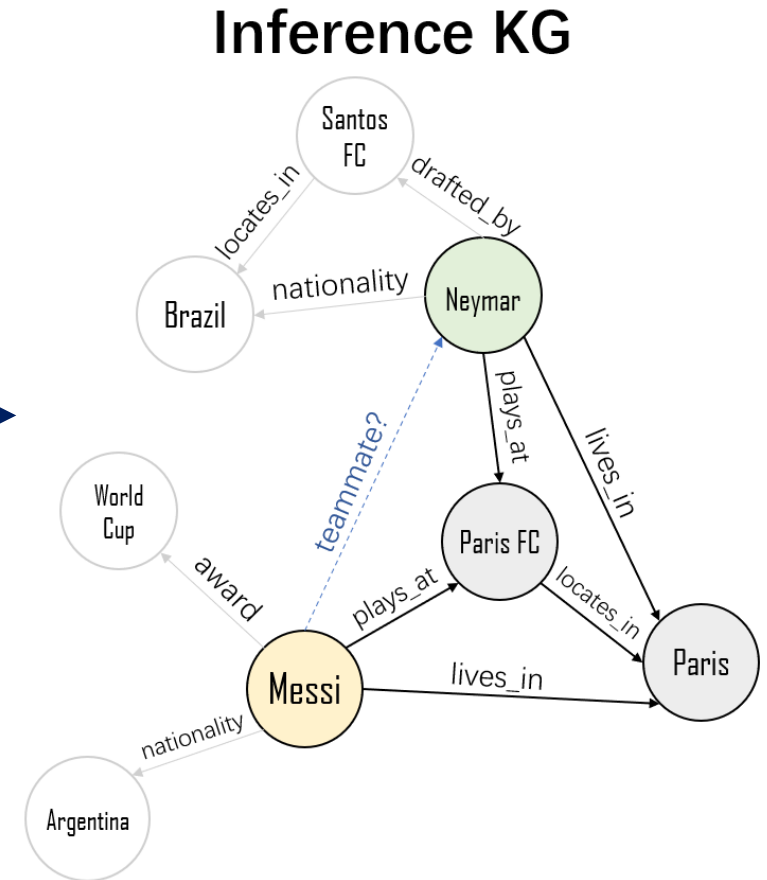 Inference KG
Santos
FC
locates_in
drafted_by
Brazil
nationality
Neymar
teammate?
plays_at
lives_in
World
Cup
award
Paris FC
plays_at
locates_in
Messi
lives_in
Paris
nationality
Argentina